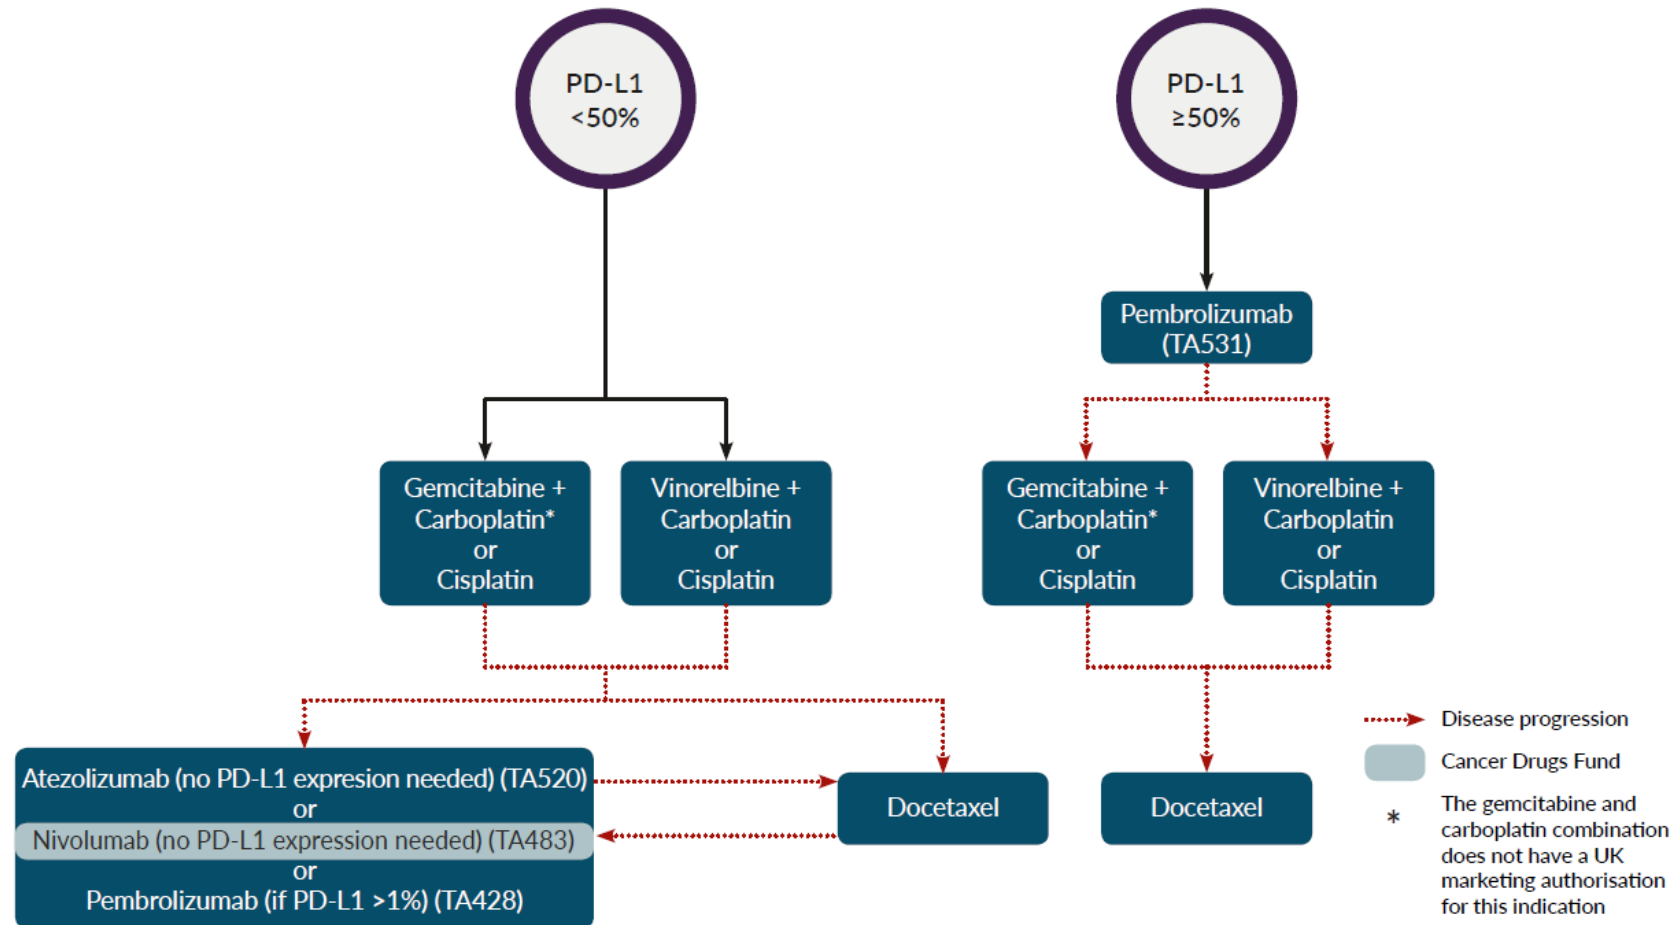 PD-L1
<50%
PD-L1
≥50%
Pembrolizumab
(TA531)
Gemcitabine +
Carboplatin*
or
Cisplatin
Vinorelbine +
Carboplatin
or
Cisplatin
Gemcitabine +
Carboplatin*
or
Cisplatin
Vinorelbine +
Carboplatin
or
Cisplatin
Atezolizumab (no PD-L1 expresion needed) (TA520)
or
Nivolumab (no PD-L1 expression needed) (TA483)
or
Pembrolizumab (if PD-L1 >1%) (TA428)
Docetaxel
Docetaxel
Disease progression
Cancer Drugs Fund
* The gemcitabine and
carboplatin combination
does not have a UK
marketing authorisation
for this indication